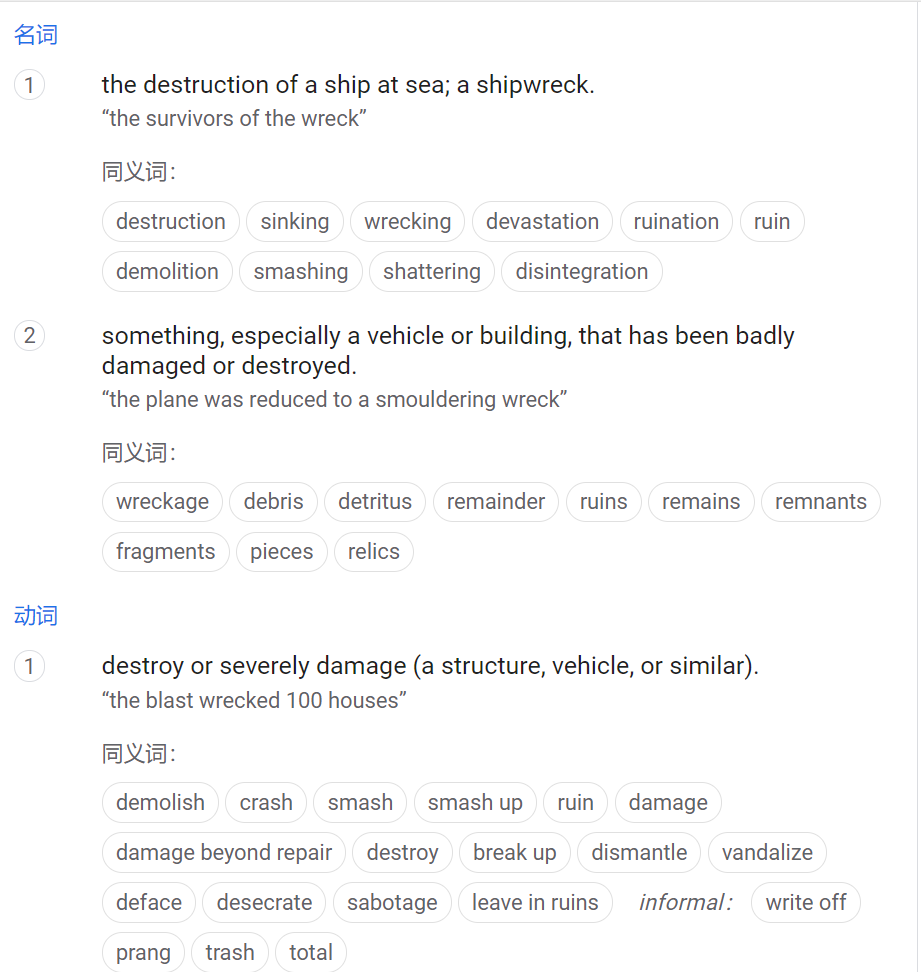 名词
1 the destruction of a ship at sea; a shipwreck.
“the survivors of the wreck”
同义词：
destruction sinking wrecking devastation ruination ruin
demolition smashing shattering disintegration
2 something, especially a vehicle or building, that has been badly
damaged or destroyed.
“the plane was reduced to a smouldering wreck”
同义词：
wreckage debris detritus remainder ruins remains remnants
fragments pieces relics
动词
1 destroy or severely damage (a structure, vehicle, or similar).
“the blast wrecked 100 houses”
同义词：
demolish crash smash smash up ruin damage
damage beyond repair destroy break up dismantle vandalize
deface desecrate sabotage leave in ruins informal： write off
prang trash total